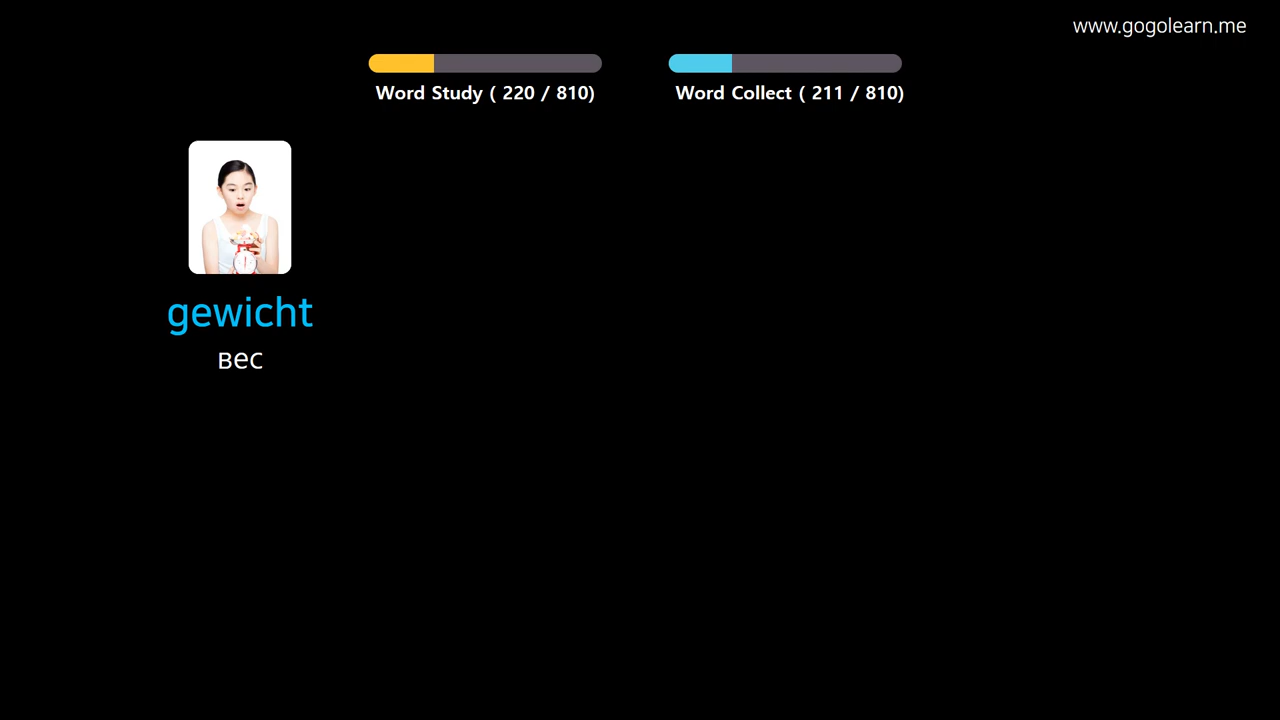 www.gogolearn.me
Word Study ( 220 / 810)
Word Collect ( 211 / 810)
gewicht
вес